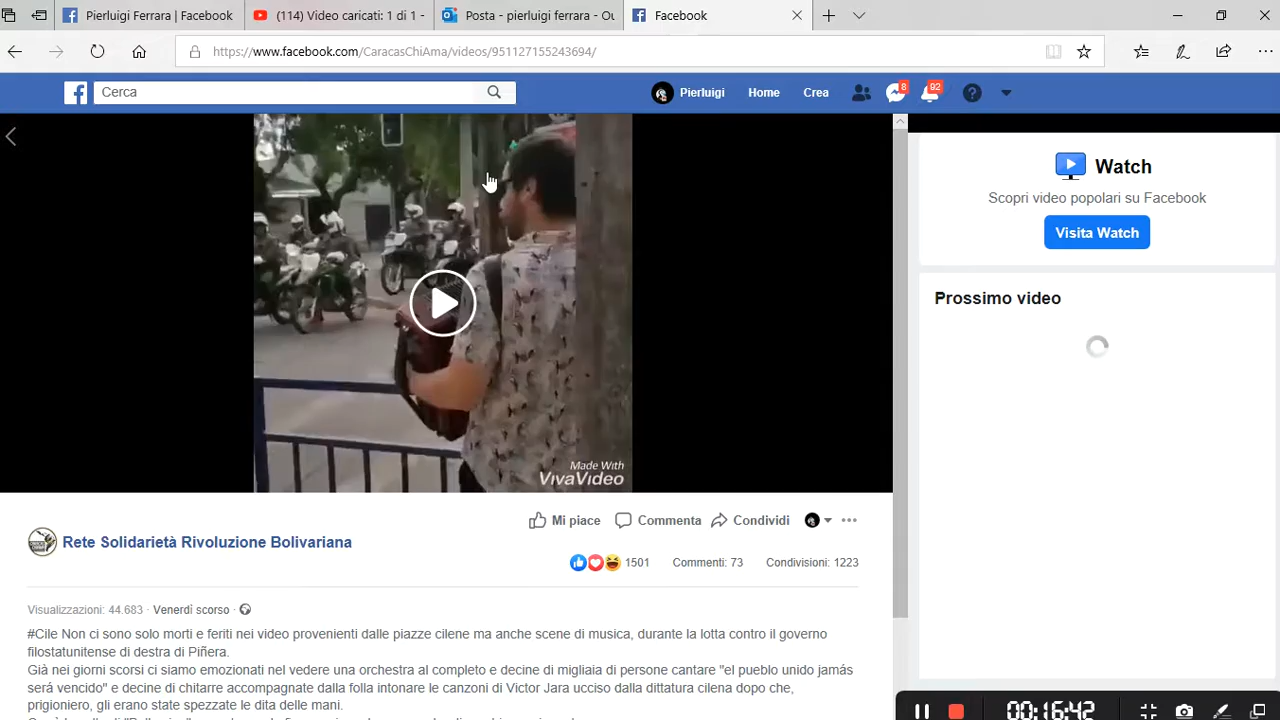 Pierluigi Ferrara | Facebook
(114) Video caricati: 1 di 1 -
Posta - pierluigi ferrara - Ou
Facebook
https://www.facebook.com/CaracasChiAma/videos/951127155243694/
Cerca
Pierluigi
Home
Crea
8
92
Watch
Scopri video popolari su Facebook
Visita Watch
Prossimo video
Made With
VivaVideo
Mi piace
Commenta
Condividi
Rete Solidarietà Rivoluzione Bolivariana
1501
Commenti: 73
Condivisioni: 1223
Visualizzazioni: 44.683 · Venerdì scorso ·
#Cile Non ci sono solo morti e feriti nei video provenienti dalle piazze cilene ma anche scene di musica, durante la lotta contro il governo
filostatunitense di destra di Piñera.
Già nei giorni scorsi ci siamo emozionati nel vedere una orchestra al completo e decine di migliaia di persone cantare "el pueblo unido jamás
será vencido" e decine di chitarre accompagnate dalla folla intonare le canzoni di Victor Jara ucciso dalla dittatura cilena dopo che,
prigioniero, gli erano state spezzate le dita delle mani.
00:16:42